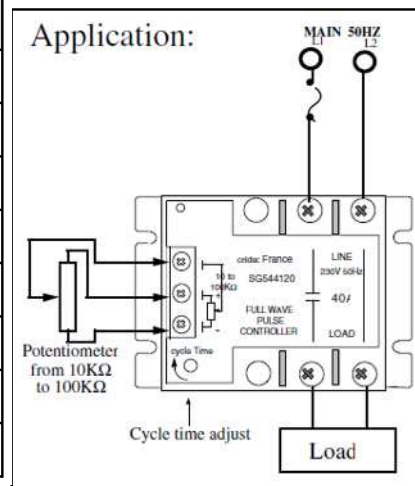 Application:
MAIN 50HZ
L1
L2
celduc France
LINE
10 to
100KΩ
SG544120
230V 50Hz
+
40A
FULL WAVE
PULSE
CONTROLLER
-
LOAD
cycle Time
Potentiometer
from 10KΩ
to 100KΩ
Cycle time adjust
Load